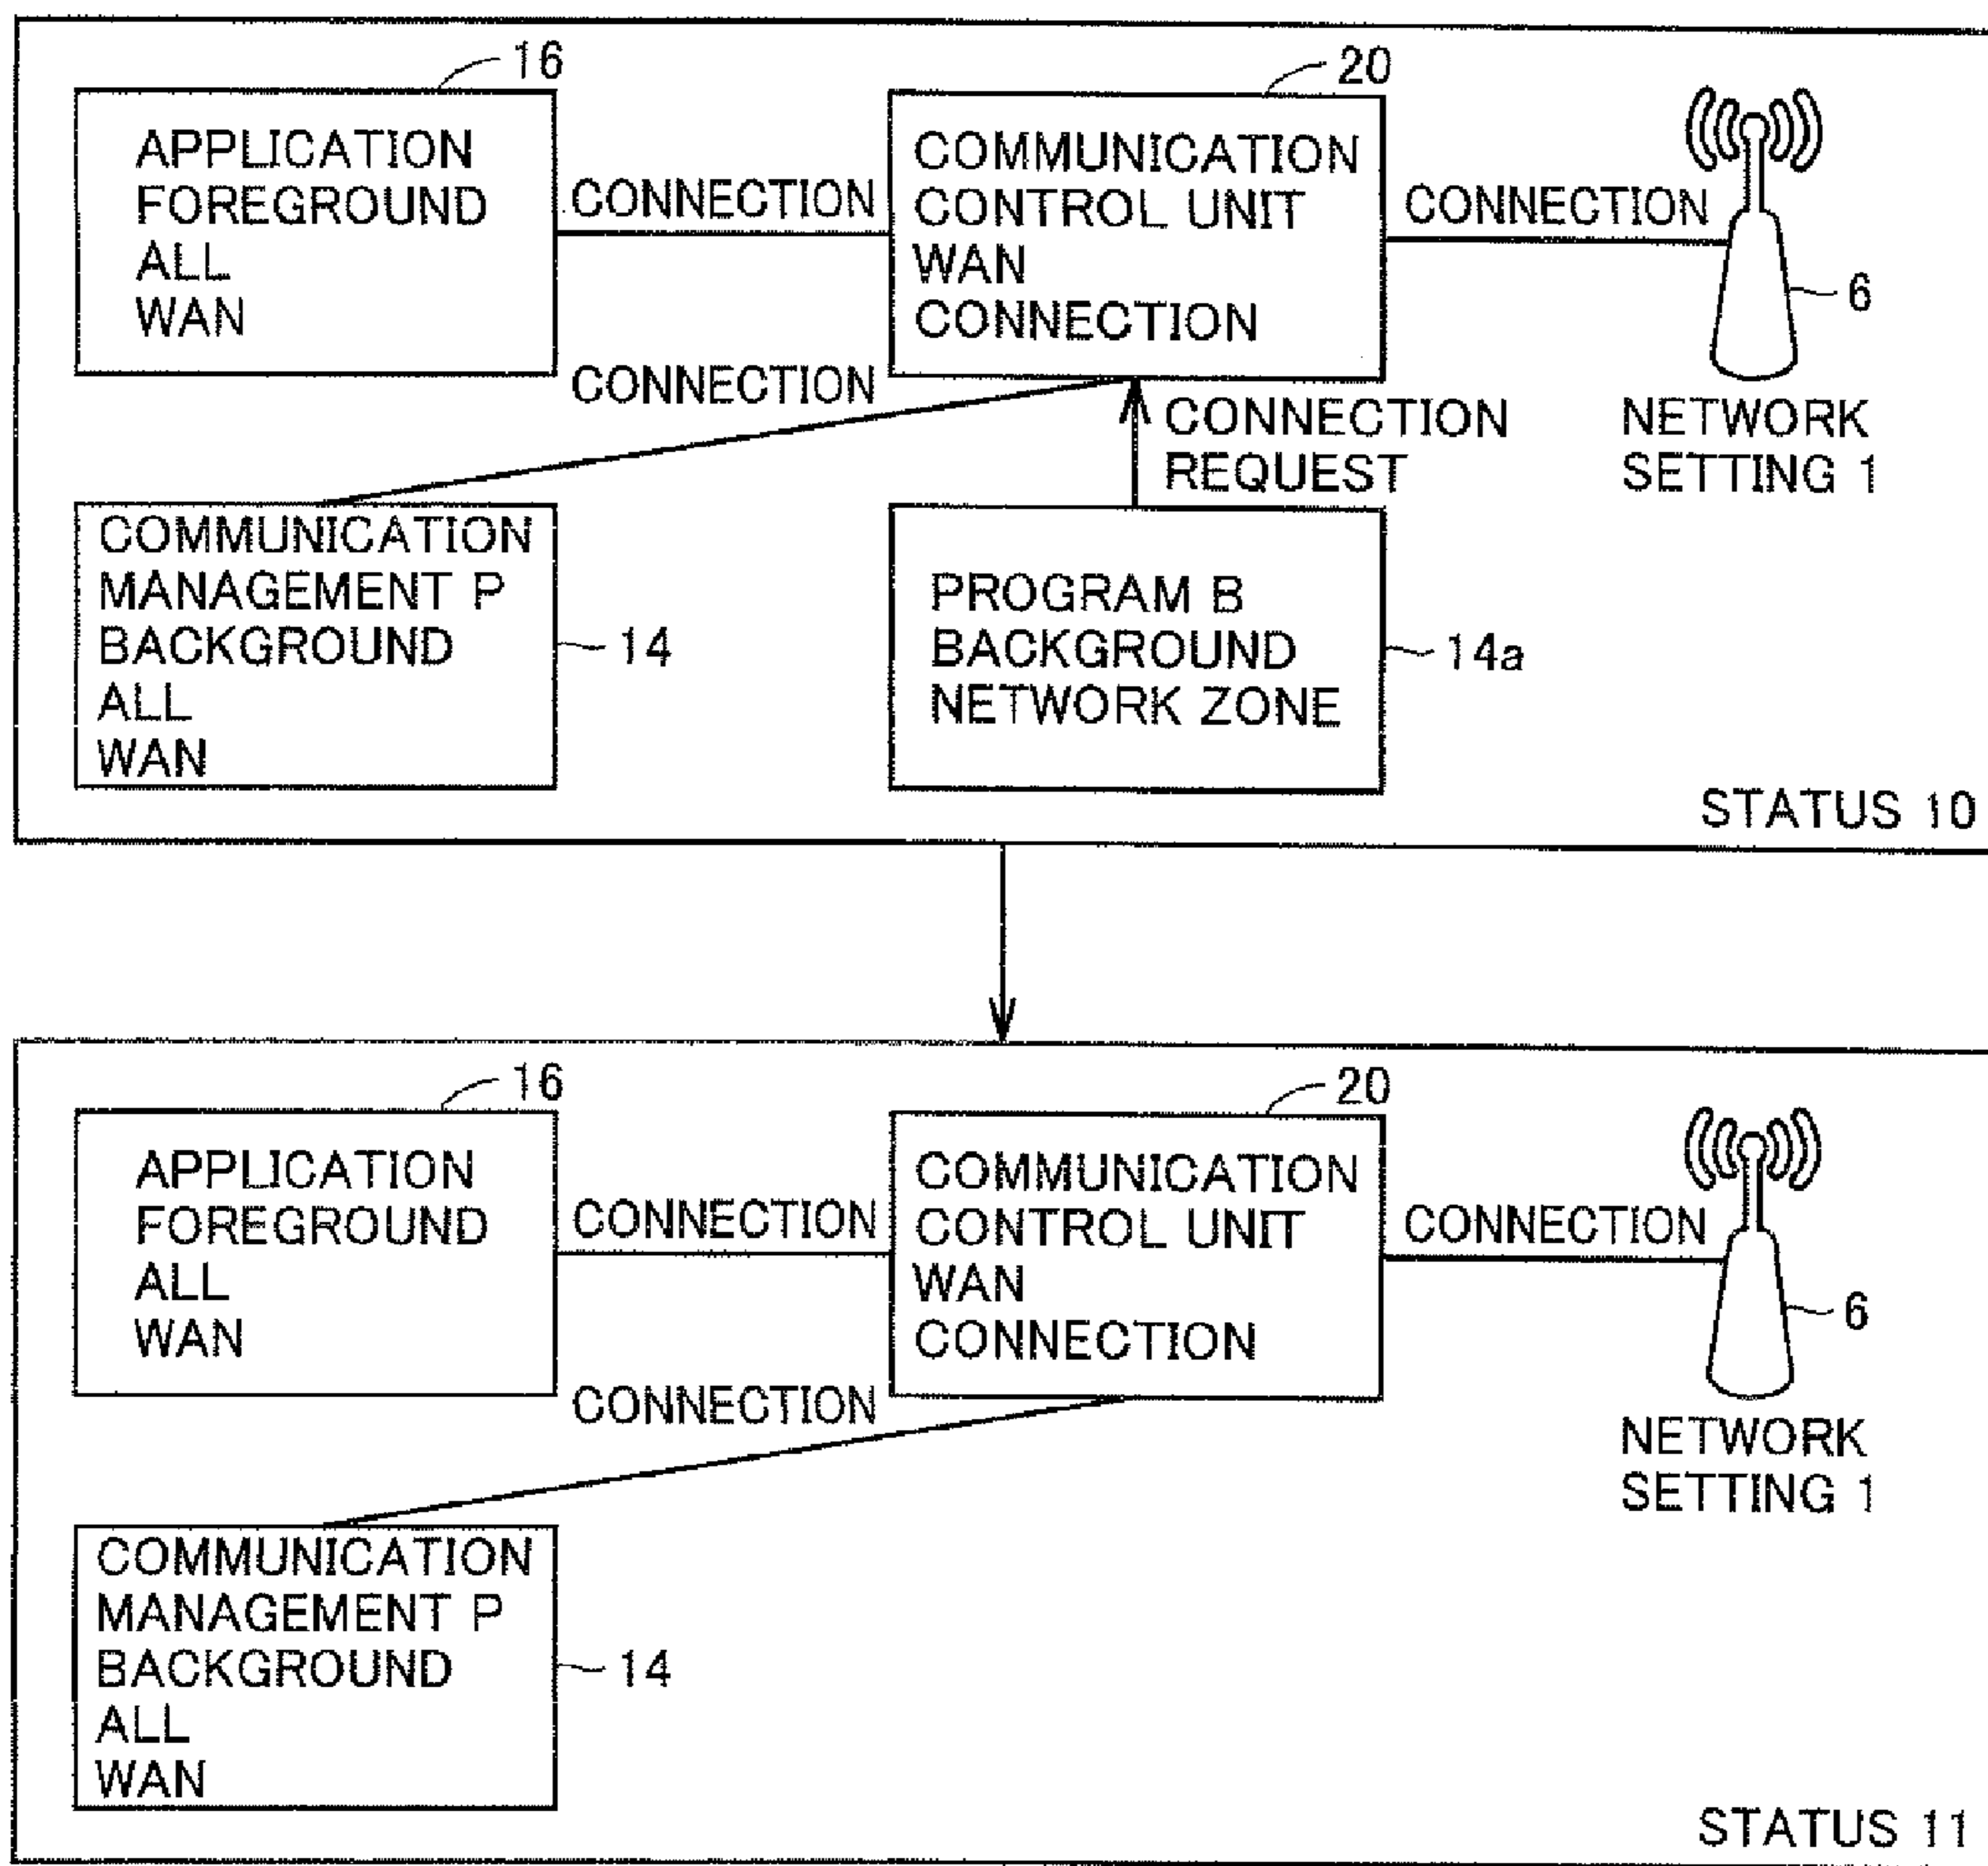 16
APPLICATION
FOREGROUND
ALL
WAN
CONNECTION
20
COMMUNICATION
CONTROL UNIT
WAN
CONNECTION
CONNECTION
6
NETWORK
SETTING 1
CONNECTION
CONNECTION
REQUEST
COMMUNICATION
MANAGEMENT P
BACKGROUND
ALL
WAN
14
PROGRAM B
BACKGROUND
NETWORK ZONE
14a
STATUS 10
16
APPLICATION
FOREGROUND
ALL
WAN
CONNECTION
20
COMMUNICATION
CONTROL UNIT
WAN
CONNECTION
CONNECTION
6
NETWORK
SETTING 1
CONNECTION
COMMUNICATION
MANAGEMENT P
BACKGROUND
ALL
WAN
14
STATUS 11